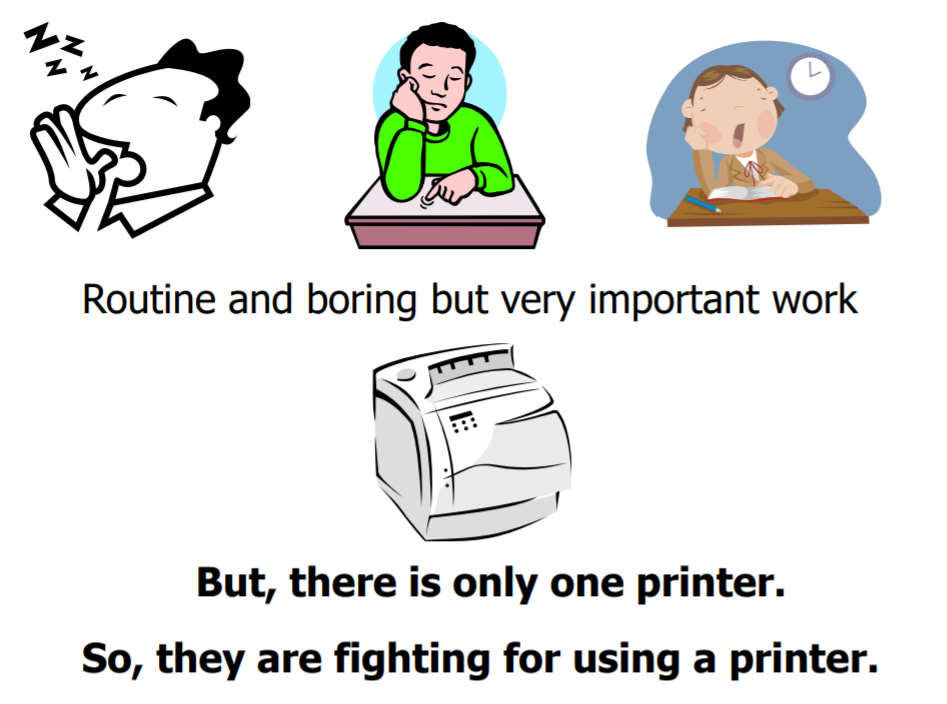 zzzz
Routine and boring but very important work
But, there is only one printer.
So, they are fighting for using a printer.